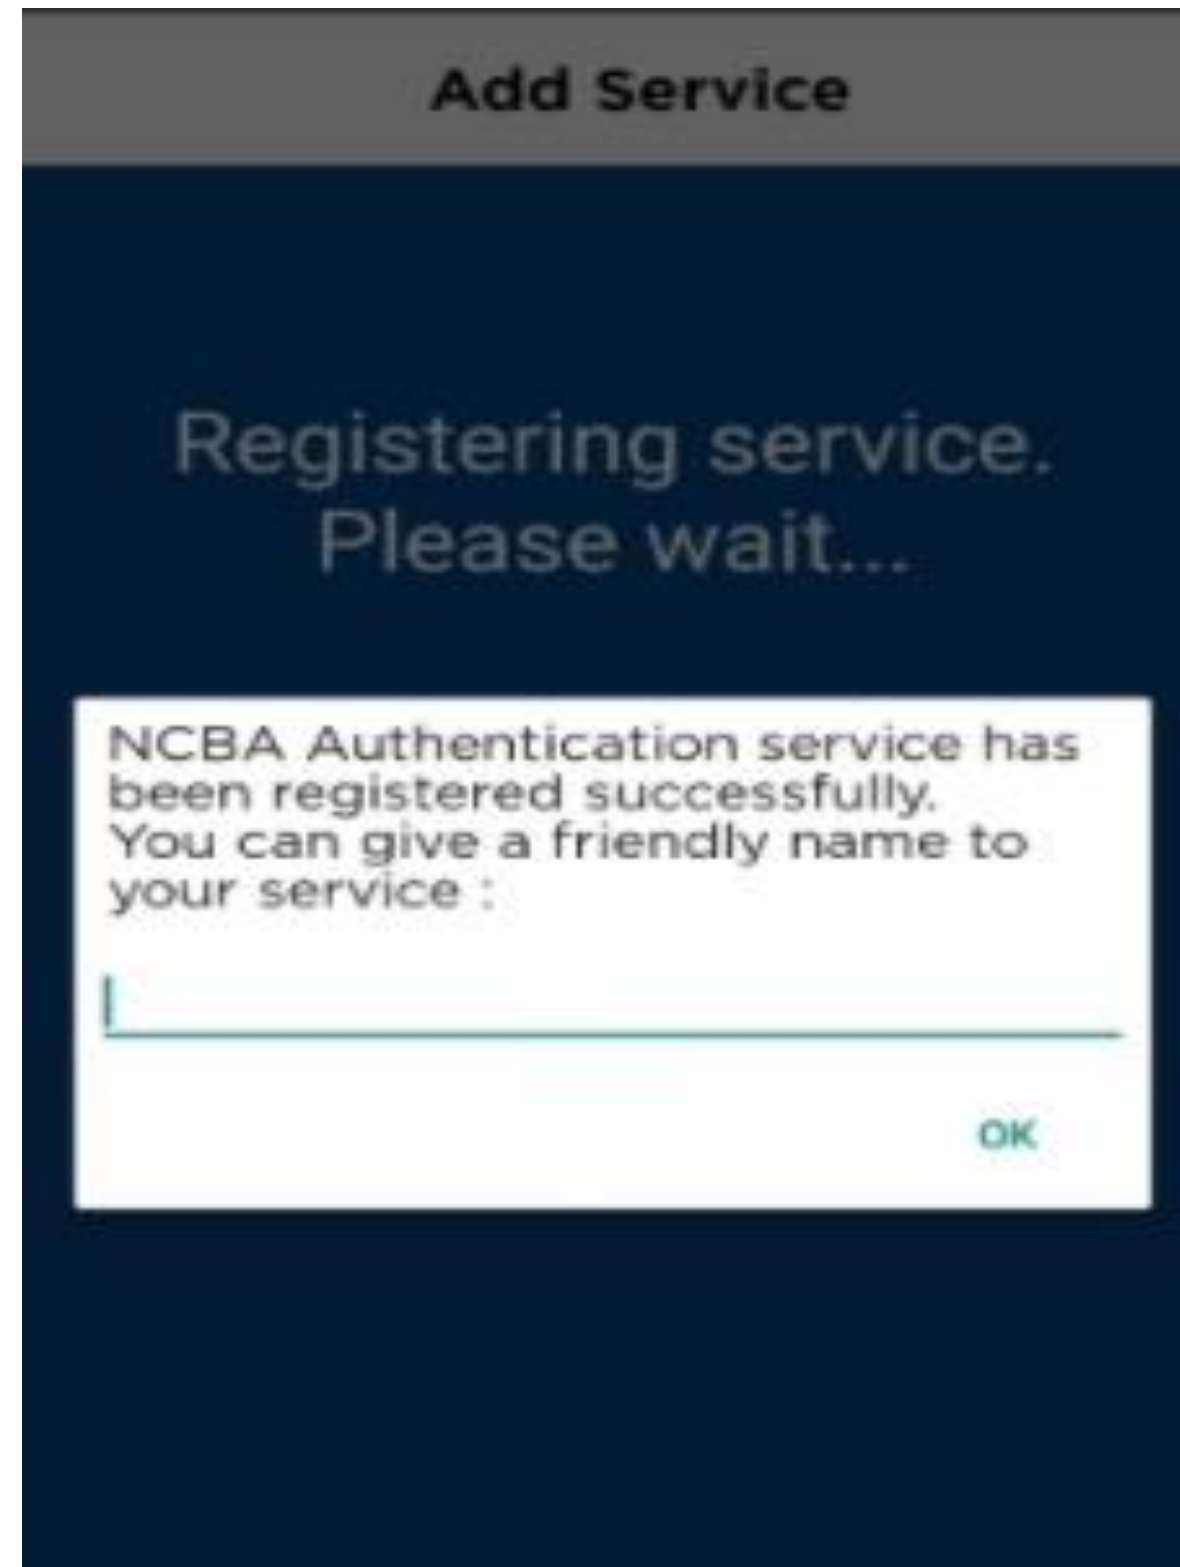 Add Service
Registering service.
Please wait...
NCBA Authentication service has
been registered successfully.
You can give a friendly name to
your service :
OK